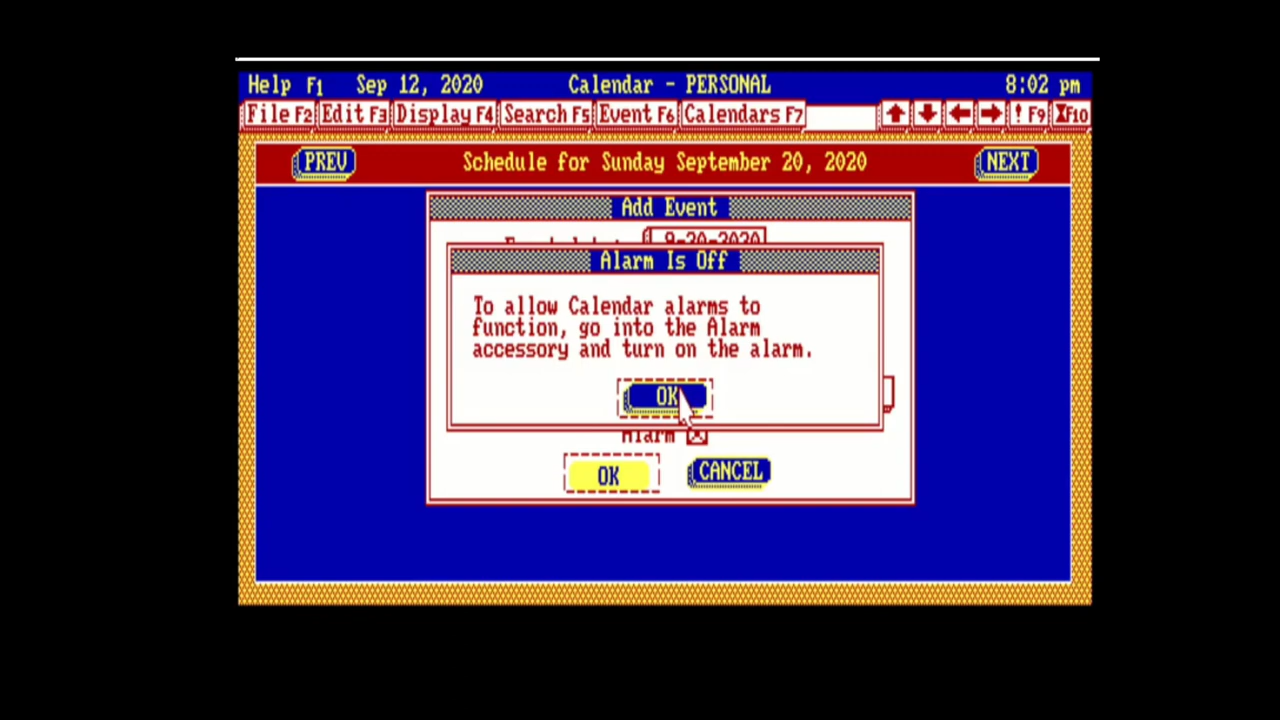 Help F1 Sep 12, 2020 Calendar - PERSONAL 8:02 pm
File F2 Edit F3 Display F4 Search F5 Event F6 Calendars F7 ! F9 F10
PREV Schedule for Sunday September 20, 2020 NEXT
Add Event
9-20-2020
Alarm Is Off
To allow Calendar alarms to
function, go into the Alarm
accessory and turn on the alarm.
OK
Alarm
OK CANCEL